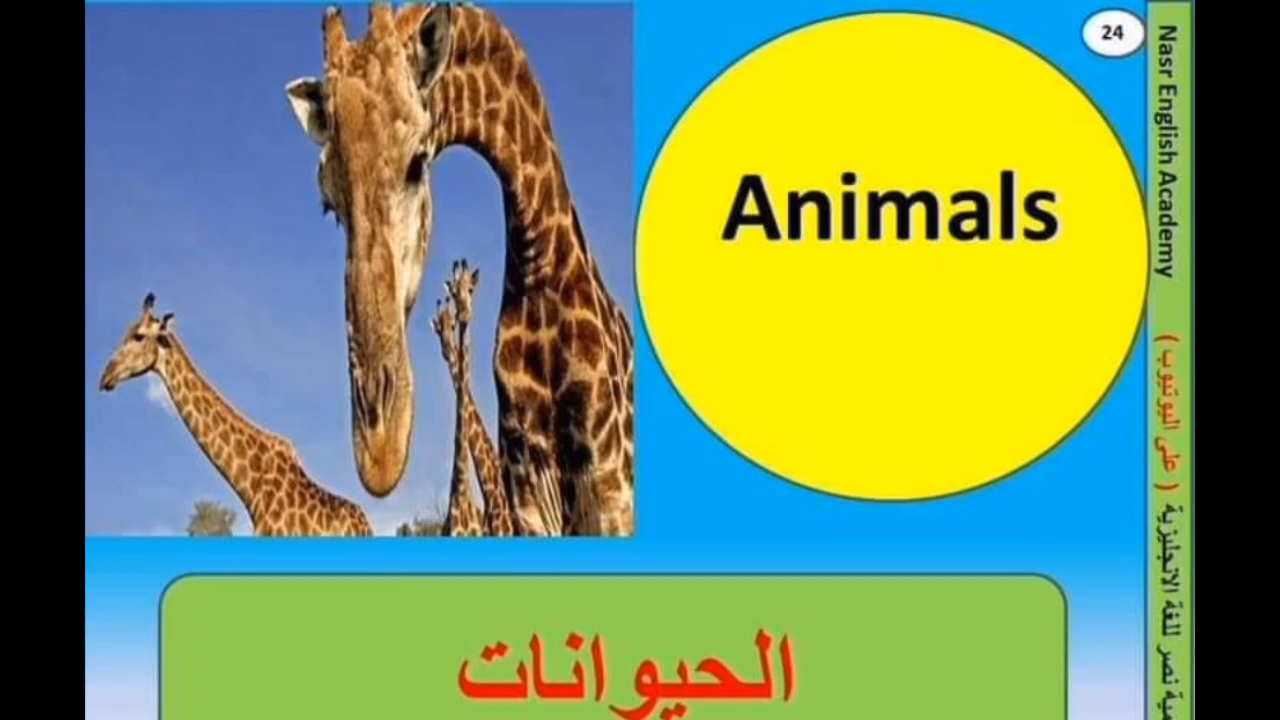 Animals
24
الحيوانات
Nasr English Academy
نصر للغة الانجليزية ( على اليوتيوب )